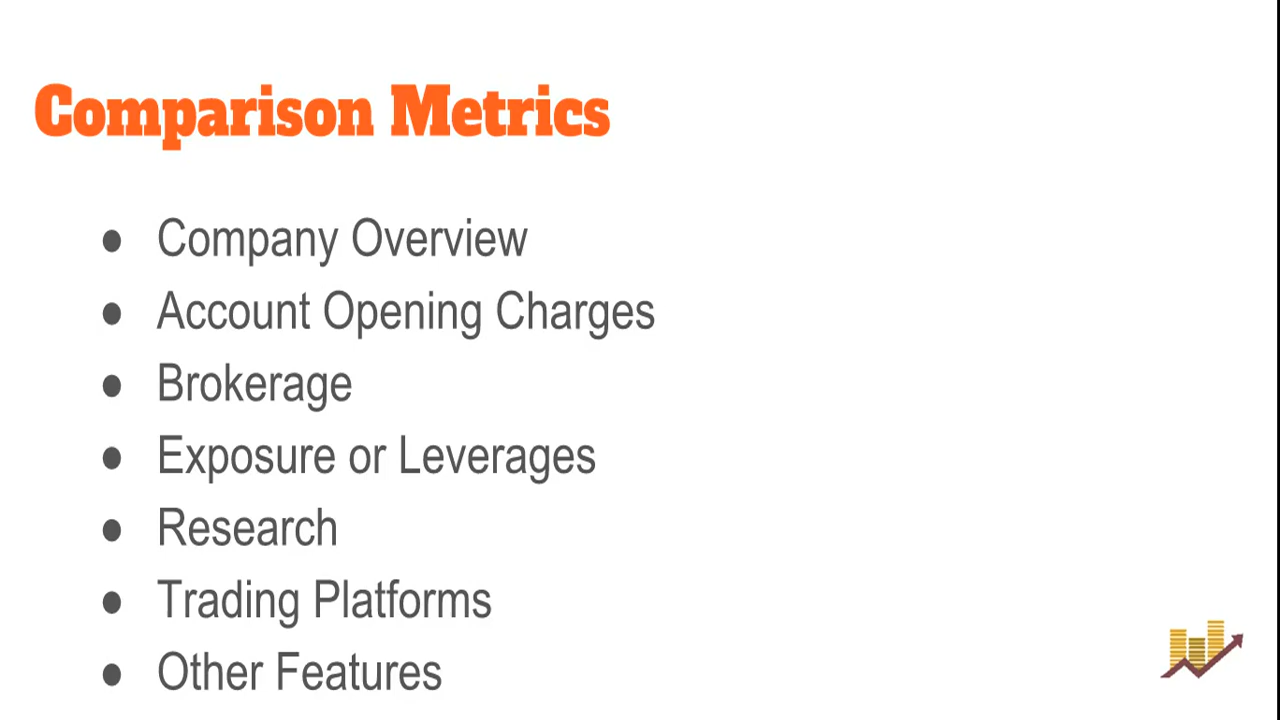 Comparison Metrics
● Company Overview
● Account Opening Charges
● Brokerage
● Exposure or Leverages
● Research
● Trading Platforms
● Other Features